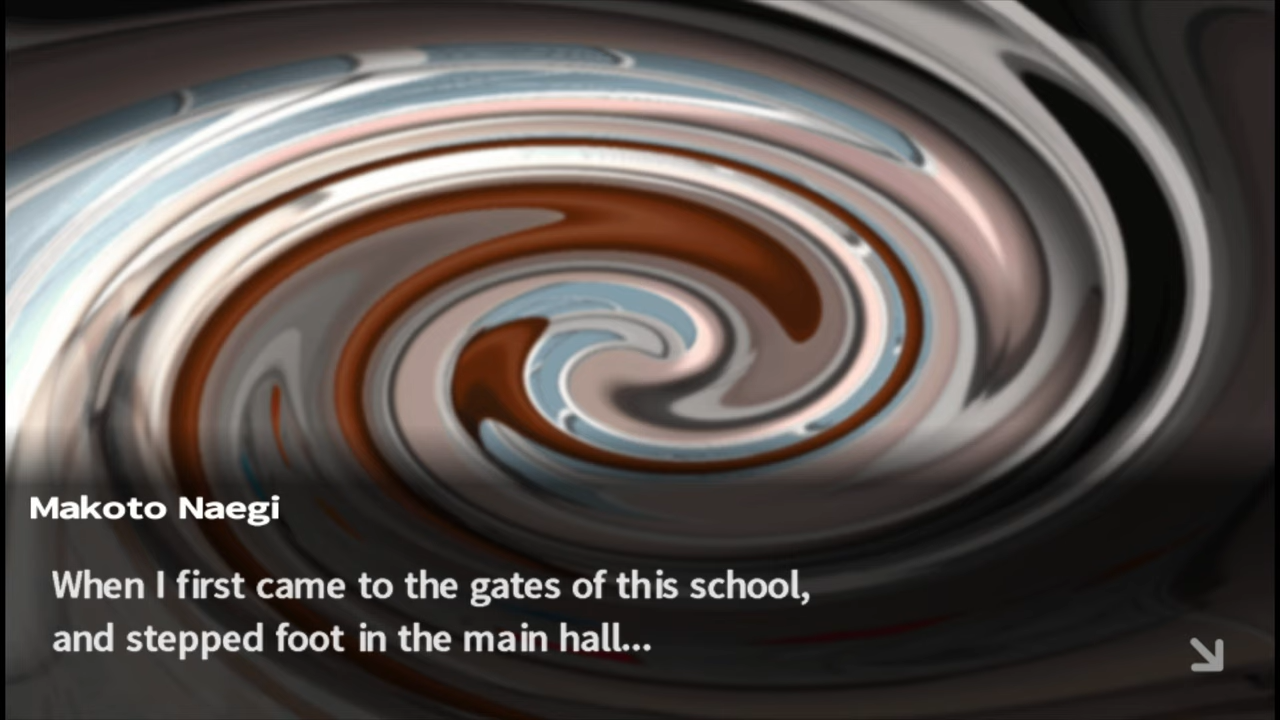 Makoto Naegi
When I first came to the gates of this school,
and stepped foot in the main hall...